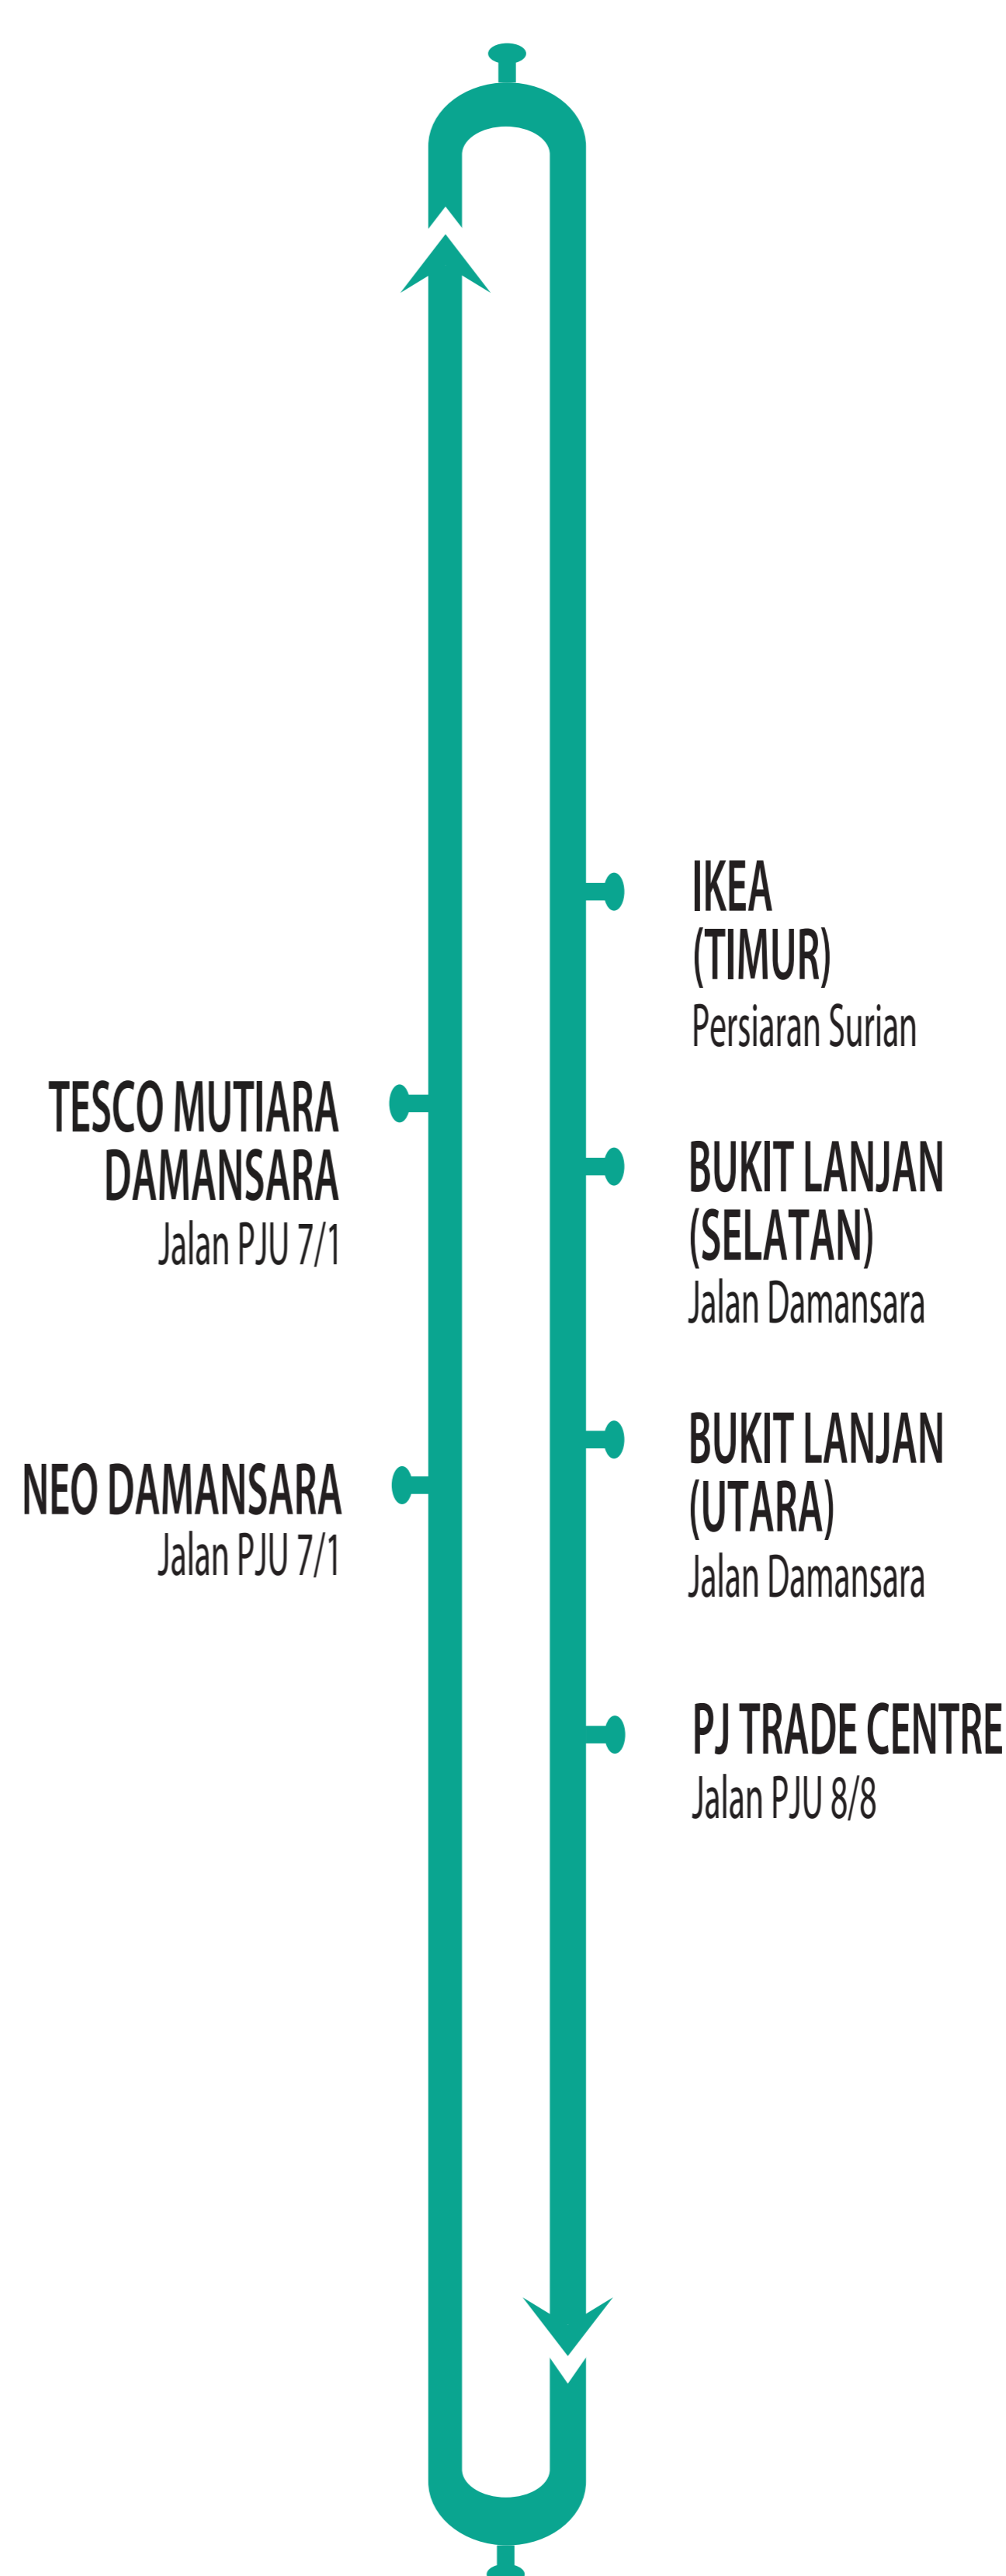 IKEA
(TIMUR)
Persiaran Surian
TESCO MUTIARA
DAMANSARA
Jalan PJU 7/1
BUKIT LANJAN
(SELATAN)
Jalan Damansara
BUKIT LANJAN
(UTARA)
Jalan Damansara
NEO DAMANSARA
Jalan PJU 7/1
PJ TRADE CENTRE
Jalan PJU 8/8